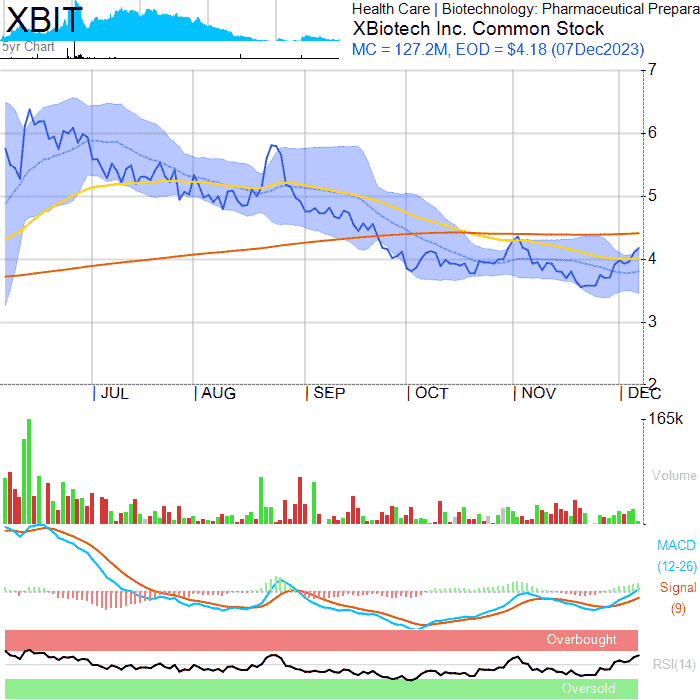 XBIT
5yr Chart
Health Care | Biotechnology: Pharmaceutical Prepara
XBiotech Inc. Common Stock
MC = 127.2M, EOD = $4.18 (07Dec2023)
7
6
5
4
3
2
JUL AUG SEP OCT NOV DEC
165k
Volume
MACD
(12-26)
Signal
(9)
Overbought
RSI(14)
Oversold